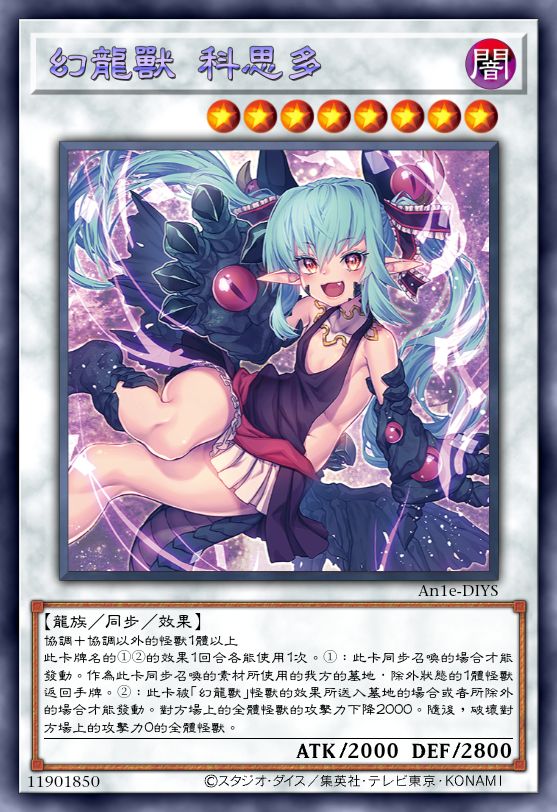 幻龍獸 科思多
闇
An1e-DIYS
【龍族／同步／效果】
協調＋協調以外的怪獸1體以上
此卡牌名的①②的效果1回合各能使用1次。①：此卡同步召喚的場合才能
發動。作為此卡同步召喚的素材所使用的我方的墓地・除外狀態的1體怪獸
返回手牌。②：此卡被「幻龍獸」怪獸的效果所送入墓地的場合或者所除外
的場合才能發動。對方場上的全體怪獸的攻擊力下降2000。隨後，破壞對
方場上的攻擊力0的全體怪獸。
ATK/2000 DEF/2800
11901850 ©スタジオ・ダイス／集英社・テレビ東京・KONAMI